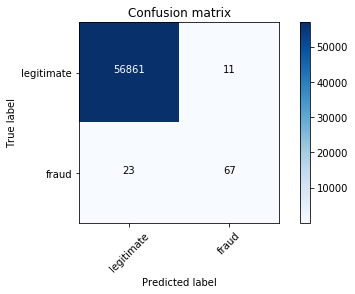 Confusion matrix
True label
legitimate
56861
11
fraud
23
67
legitimate
fraud
Predicted label
50000
40000
30000
20000
10000